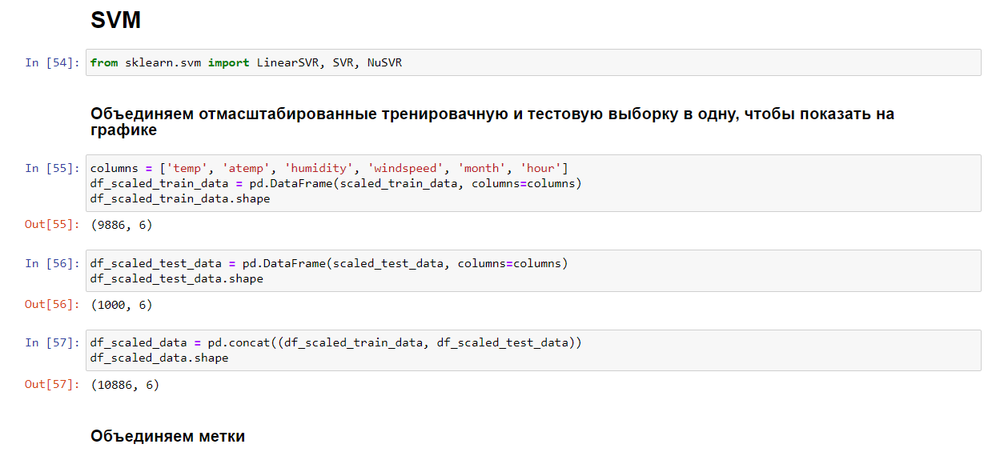 SVM
In [54]: from sklearn.svm import LinearSVR, SVR, NuSVR
Объединяем отмасштабированные тренировачную и тестовую выборку в одну, чтобы показать на
графике
In [55]: columns = ['temp', 'atemp', 'humidity', 'windspeed', 'month', 'hour']
df_scaled_train_data = pd.DataFrame(scaled_train_data, columns=columns)
df_scaled_train_data.shape
Out[55]: (9886, 6)
In [56]: df_scaled_test_data = pd.DataFrame(scaled_test_data, columns=columns)
df_scaled_test_data.shape
Out[56]: (1000, 6)
In [57]: df_scaled_data = pd.concat((df_scaled_train_data, df_scaled_test_data))
df_scaled_data.shape
Out[57]: (10886, 6)
Объединяем метки